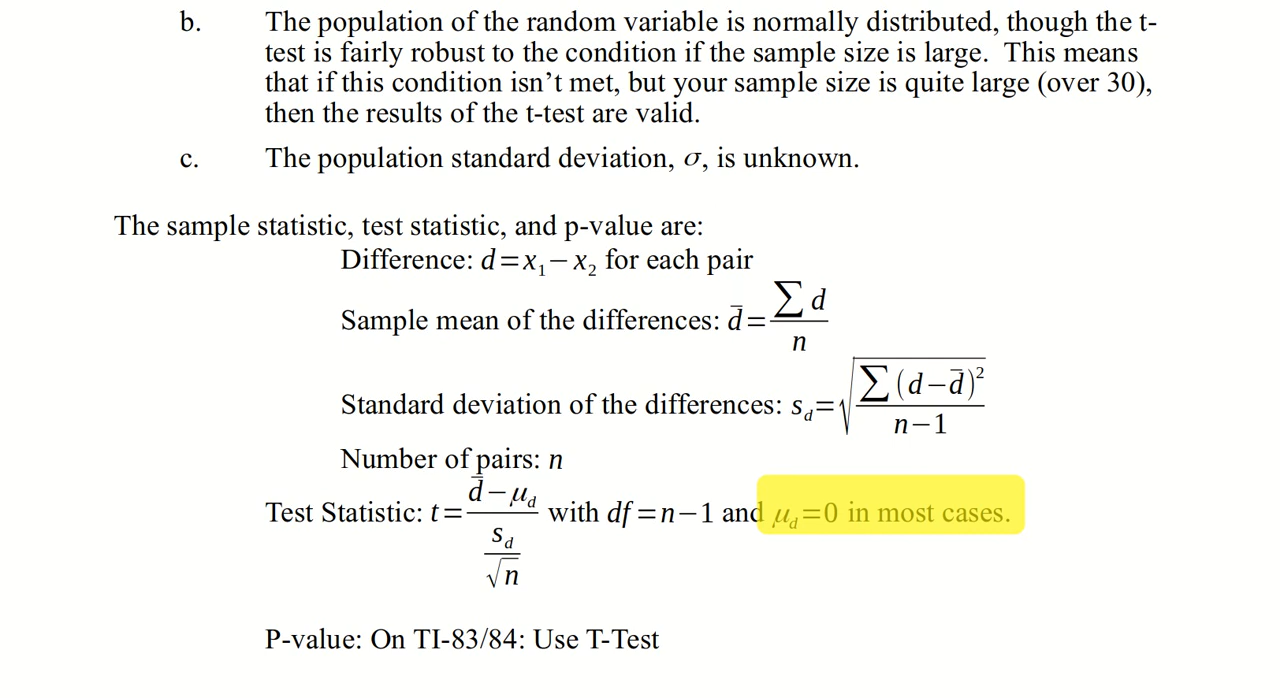 b. The population of the random variable is normally distributed, though the t-
test is fairly robust to the condition if the sample size is large. This means
that if this condition isn’t met, but your sample size is quite large (over 30),
then the results of the t-test are valid.
c. The population standard deviation, σ, is unknown.
The sample statistic, test statistic, and p-value are:
Difference: d=x₁−x₂ for each pair
Sample mean of the differences: d̄=∑d/n
Standard deviation of the differences: s_d=√(∑(d−d̄)²/(n−1))
Number of pairs: n
Test Statistic: t=(d̄−μ_d)/(s_d/√n) with df=n−1 and μ_d=0 in most cases.
P-value: On TI-83/84: Use T-Test